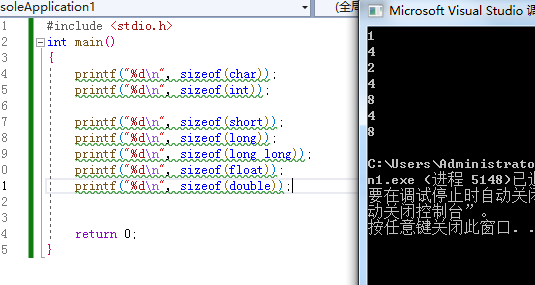 soleApplication1
(全局
1 #include <stdio.h>
2 int main()
3 {
4 printf("%d\n", sizeof(char));
5 printf("%d\n", sizeof(int));
6
7 printf("%d\n", sizeof(short));
8 printf("%d\n", sizeof(long));
9 printf("%d\n", sizeof(long long));
0 printf("%d\n", sizeof(float));
1 printf("%d\n", sizeof(double));
2
3
4 return 0;
5 }
Microsoft Visual Studio 调
1
4
2
4
8
4
8
C:\Users\Administrato
n1.exe (进程 5148)已
要在调试停止时自动关闭
动关闭控制台”。
按任意键关闭此窗口. .